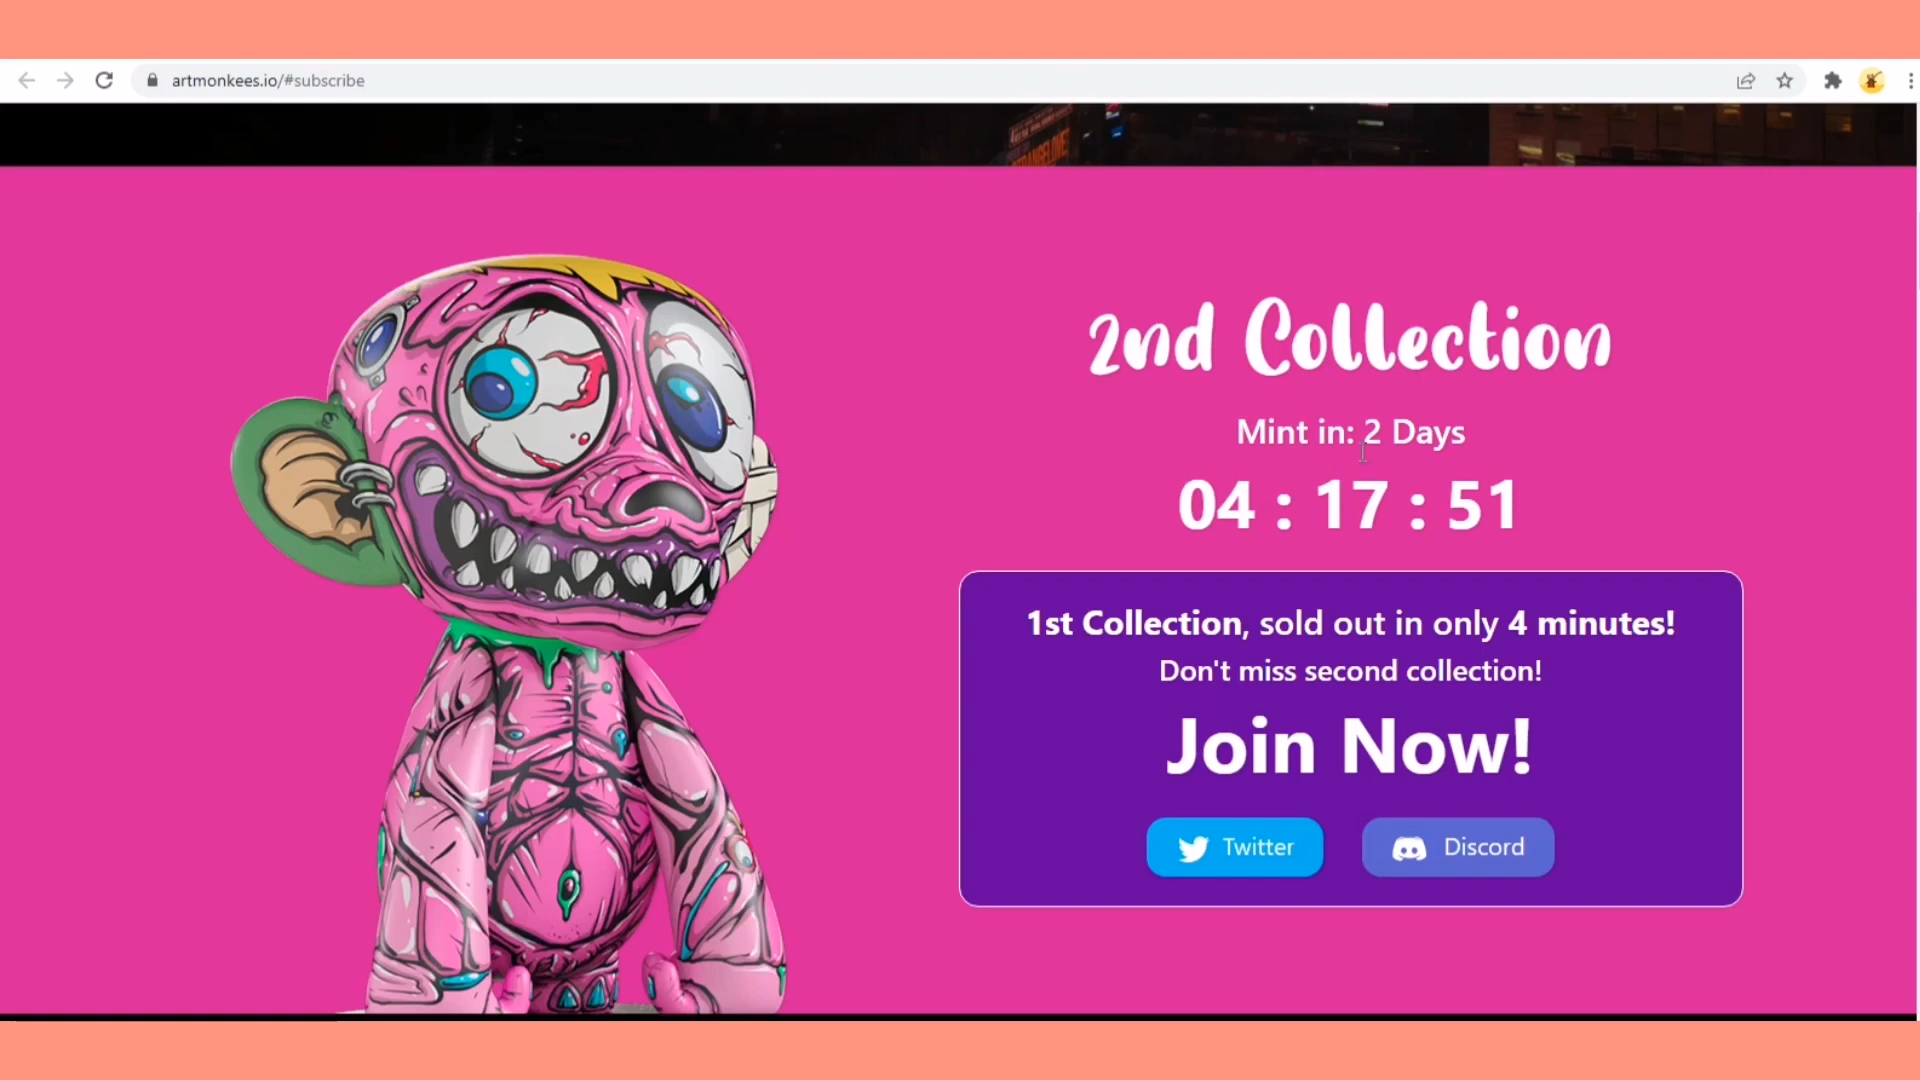 artmonkees.io/#subscribe
STRANGELOVE
2nd Collection
Mint in: 2 Days
04 : 17 : 51
1st Collection, sold out in only 4 minutes!
Don't miss second collection!
Join Now!
Twitter
Discord